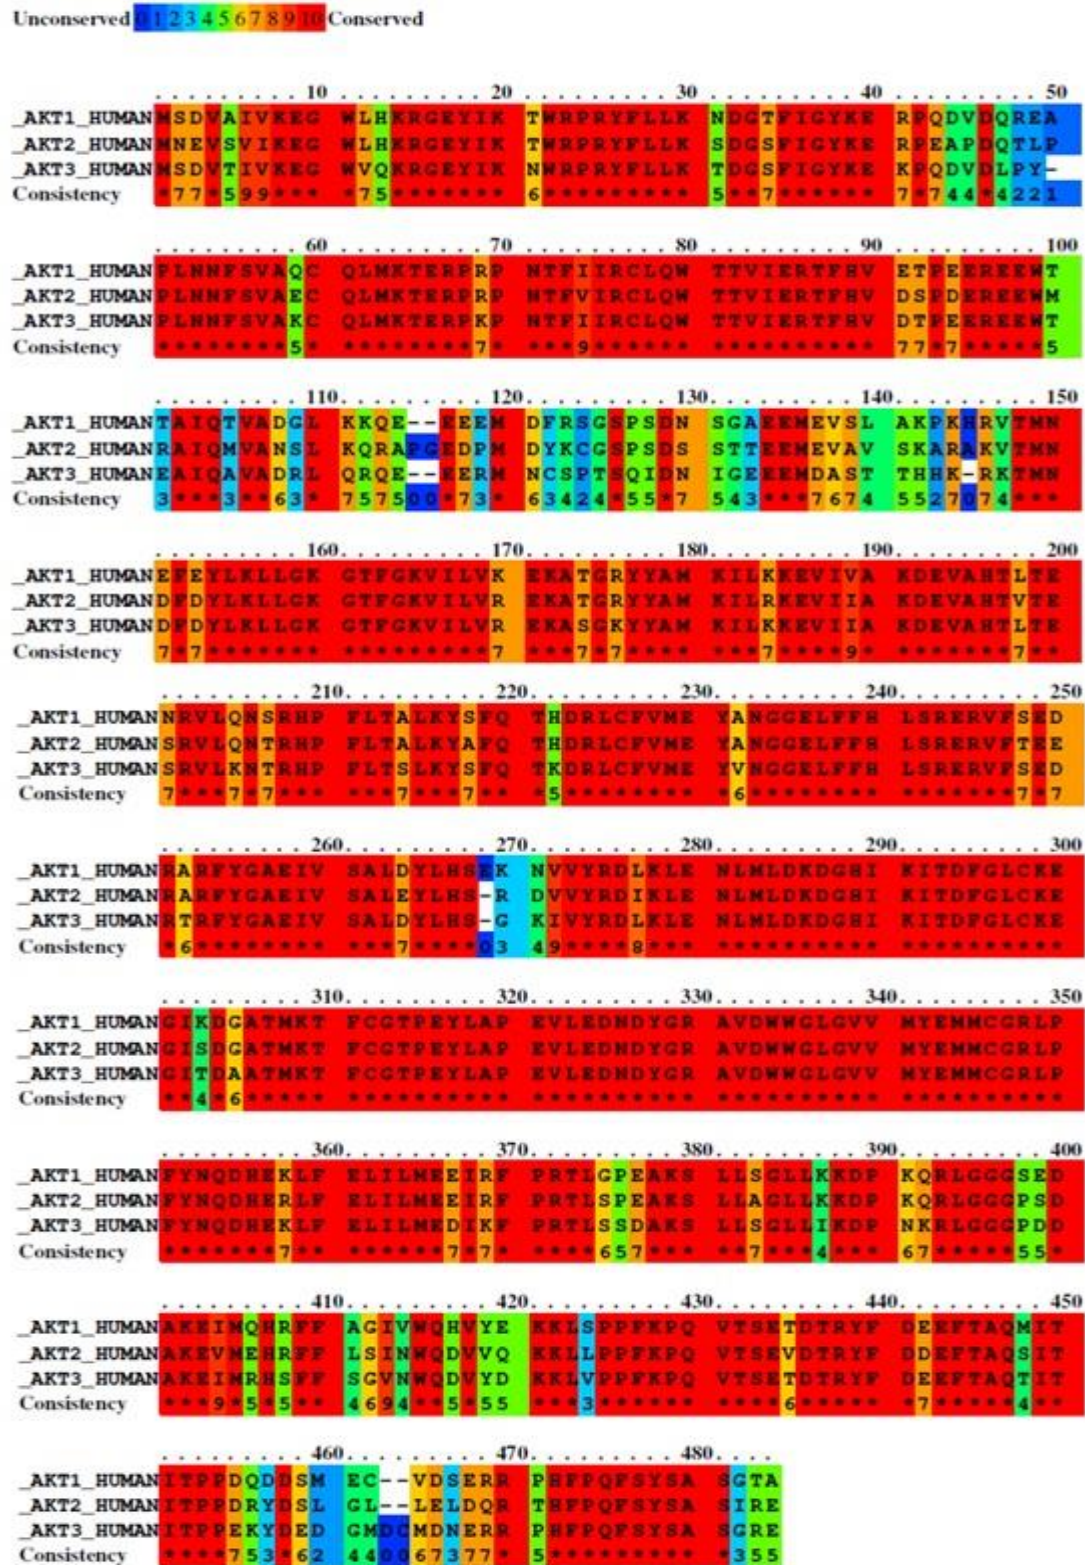 Unconserved 0 1 2 3 4 5 6 7 8 9 10 Conserved
. . . . . . . . . 10 . . . . . . . . . 20 . . . . . . . . . 30 . . . . . . . . . 40 . . . . . . . . . 50
_AKT1_HUMAN MSDVAIVKEG WLHKRGEYIK TWRPRYFLLK NDGTFIGYKE RPQDVDQREA
_AKT2_HUMAN MNEVSVIKEG WLHKRGEYIK TWRPRYFLLK SDGSFIGYKE RPEAPDQTLP
_AKT3_HUMAN MSDVTIVKEG WVQKRGEYIK NWRPRYFLLK TDGSFIGYKE KPQDVDLPY-
Consistency *77*599*** *75******* 6********* 5**7****** 7*744*4221
. . . . . . . . . 60 . . . . . . . . . 70 . . . . . . . . . 80 . . . . . . . . . 90 . . . . . . . . . 100
_AKT1_HUMAN PLNNFSVAQC QLMKTERPRP NTFIIRCLQW TTVIERTFHV ETPEEREEWT
_AKT2_HUMAN PLNNFSVAEC QLMKTERPRP NTFVIRCLQW TTVIERTFHV DSPDEREEWM
_AKT3_HUMAN PLNNFSVAKC QLMKTERPKP NTFIIRCLQW TTVIERTFHV DTPEEREEWT
Consistency ********5* ********7* ***9****** ********** 77*7*****5
. . . . . . . . . 110 . . . . . . . . . 120 . . . . . . . . . 130 . . . . . . . . . 140 . . . . . . . . . 150
_AKT1_HUMAN TAIQTVADGL KKQE--EEEM DFRSGSPSDN SGAEEMEVSL AKPKHRVTMN
_AKT2_HUMAN RAIQMVANSL KQRAPGEDPM DYKCGSPSDS STTEEMEVAV SKARAKVTMN
_AKT3_HUMAN EAIQAVADRL QRQE--EERM NCSPTSQIDN IGEEEMDAST THHK-RKTMN
Consistency 3***3**63* 757500*73* 63424*55*7 543***7674 5527074***
. . . . . . . . . 160 . . . . . . . . . 170 . . . . . . . . . 180 . . . . . . . . . 190 . . . . . . . . . 200
_AKT1_HUMAN EFEYLKLLGK GTFGKVILVK EKATGRYYAM KILKKEVIVA KDEVAHTLTE
_AKT2_HUMAN DFDYLKLLGK GTFGKVILVR EKATGRYYAM KILRKEVIIA KDEVAHTVTE
_AKT3_HUMAN DFDYLKLLGK GTFGKVILVR EKASGKYYAM KILKKEVIIA KDEVAHTLTE
Consistency 7*7******* *********7 ***7*7**** ***7****9* *******7**
. . . . . . . . . 210 . . . . . . . . . 220 . . . . . . . . . 230 . . . . . . . . . 240 . . . . . . . . . 250
_AKT1_HUMAN NRVLQNSRHP FLTALKYSFQ THDRLCFVME YANGGELFFH LSRERVFSED
_AKT2_HUMAN SRVLQNTRHP FLTALKYAFQ THDRLCFVME YANGGELFFH LSRERVFTEE
_AKT3_HUMAN SRVLKNTRHP FLTSLKYSFQ TKDRLCFVME YVNGGELFFH LSRERVFSED
Consistency 7***7*7*** ***7***7** *5******** *6******** *******7*7
. . . . . . . . . 260 . . . . . . . . . 270 . . . . . . . . . 280 . . . . . . . . . 290 . . . . . . . . . 300
_AKT1_HUMAN RARFYGAEIV SALDYLHSEK NVVYRDLKLE NLMLDKDGHI KITDFGLCKE
_AKT2_HUMAN RARFYGAEIV SALEYLHS-R DVVYRDIKLE NLMLDKDGHI KITDFGLCKE
_AKT3_HUMAN RTRFYGAEIV SALDYLHS-G KIVYRDLKLE NLMLDKDGHI KITDFGLCKE
Consistency *6******** ***7****03 49****8*** ********** **********
. . . . . . . . . 310 . . . . . . . . . 320 . . . . . . . . . 330 . . . . . . . . . 340 . . . . . . . . . 350
_AKT1_HUMAN GIKDGATMKT FCGTPEYLAP EVLEDNDYGR AVDWWGLGVV MYEMMCGRLP
_AKT2_HUMAN GISDGATMKT FCGTPEYLAP EVLEDNDYGR AVDWWGLGVV MYEMMCGRLP
_AKT3_HUMAN GITDAATMKT FCGTPEYLAP EVLEDNDYGR AVDWWGLGVV MYEMMCGRLP
Consistency **4*6***** ********** ********** ********** **********
. . . . . . . . . 360 . . . . . . . . . 370 . . . . . . . . . 380 . . . . . . . . . 390 . . . . . . . . . 400
_AKT1_HUMAN FYNQDHEKLF ELILMEEIRF PRTLGPEAKS LLSGLLKKDP KQRLGGGSED
_AKT2_HUMAN FYNQDHERLF ELILMEEIRF PRTLSPEAKS LLAGLLKKDP KQRLGGGPSD
_AKT3_HUMAN FYNQDHEKLF ELILMEDIKF PRTLSSDAKS LLSGLLIKDP NKRLGGGPDD
Consistency *******7** ******7*7* ****657*** **7***4*** 67*****55*
. . . . . . . . . 410 . . . . . . . . . 420 . . . . . . . . . 430 . . . . . . . . . 440 . . . . . . . . . 450
_AKT1_HUMAN AKEIMQHRFF AGIVWQHVYE KKLSPPFKPQ VTSETDTRYF DEEFTAQMIT
_AKT2_HUMAN AKEVMEHRFF LSINWQDVVQ KKLLPPFKPQ VTSEVDTRYF DDEFTAQSIT
_AKT3_HUMAN AKEIMRHSFF SGVNWQDVYD KKLVPPFKPQ VTSETDTRYF DEEFTAQTIT
Consistency ***9*5*5** 4694**5*55 ***3****** ****6***** *7*****4**
. . . . . . . . . 460 . . . . . . . . . 470 . . . . . . . . . 480 . . . .
_AKT1_HUMAN ITPPDQDDSM EC--VDSERR PHFPQFSYSA SGTA
_AKT2_HUMAN ITPPDRYDSL GL--LELDQR THFPQFSYSA SIRE
_AKT3_HUMAN ITPPEKYDED GMDCMDNERR PHFPQFSYSA SGRE
Consistency ****753*62 440067377* 5********* *355